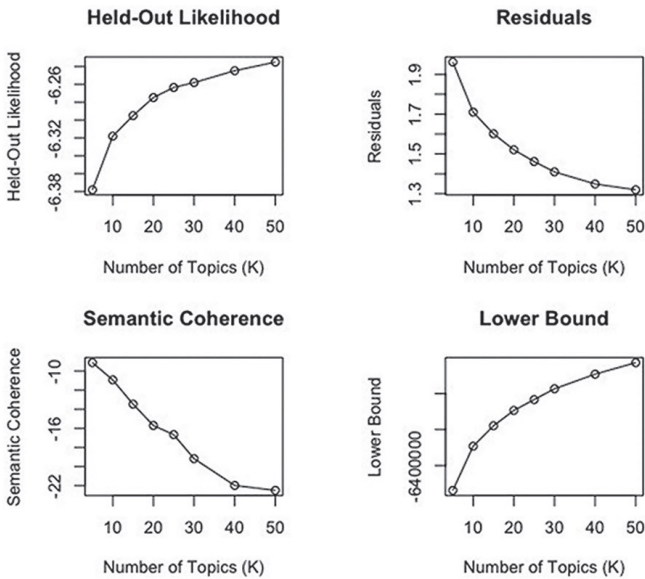 Held-Out Likelihood
Held-Out Likelihood
-6.26
-6.32
-6.38
10 20 30 40 50
Number of Topics (K)
Residuals
Residuals
1.9
1.7
1.5
1.3
10 20 30 40 50
Number of Topics (K)
Semantic Coherence
Semantic Coherence
-10
-16
-22
10 20 30 40 50
Number of Topics (K)
Lower Bound
Lower Bound
-6400000
10 20 30 40 50
Number of Topics (K)